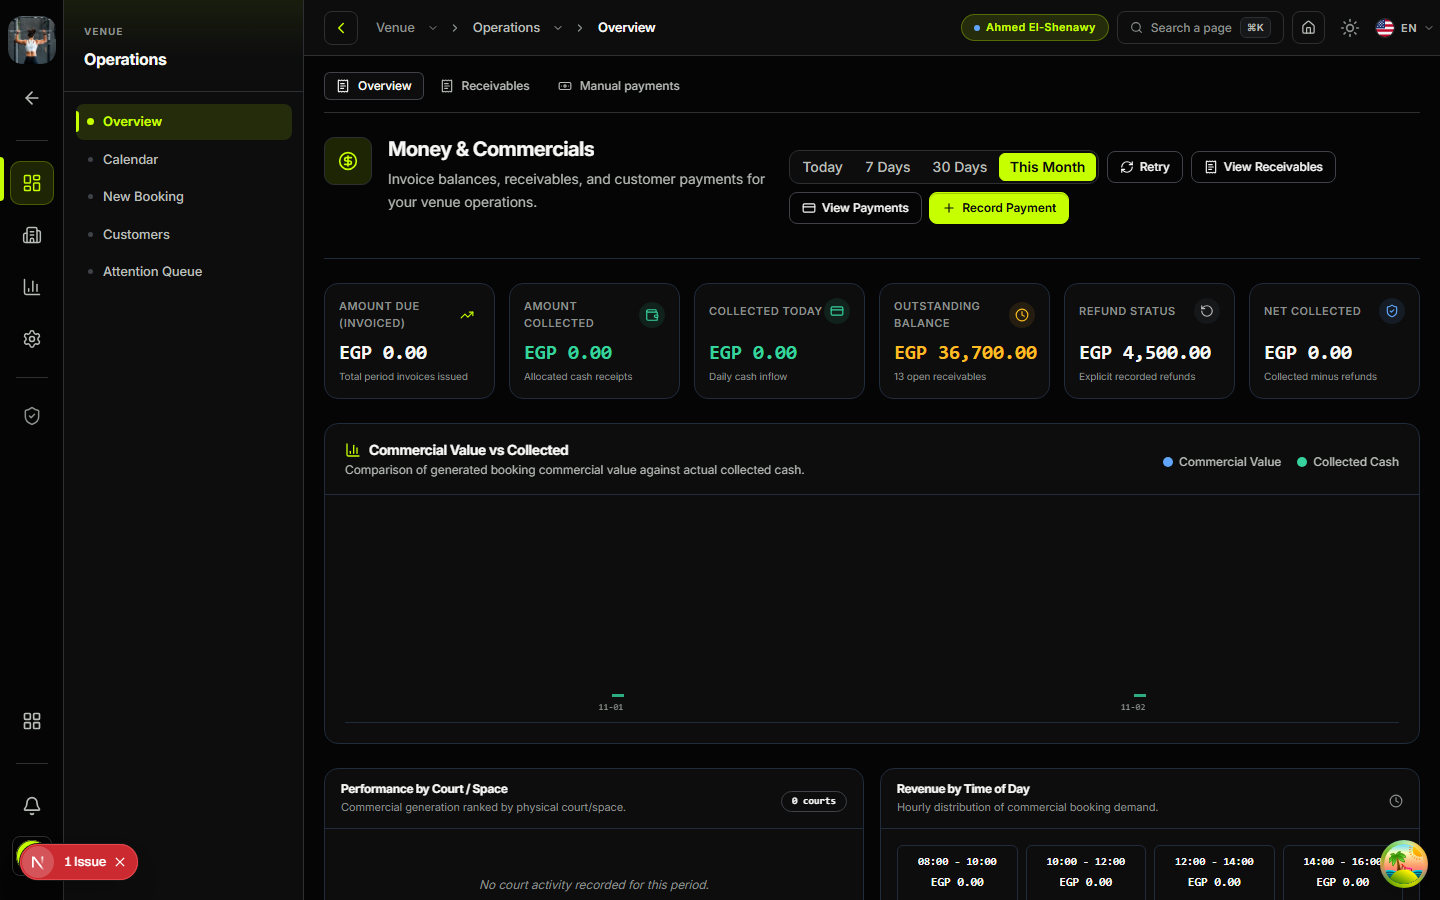 VENUE
Operations
Overview
Calendar
New Booking
Customers
Attention Queue
Venue
Operations
Overview
Ahmed El-Shenawy
Search a page
⌘K
EN
Overview
Receivables
Manual payments
Money & Commercials
Invoice balances, receivables, and customer payments for
your venue operations.
Today
7 Days
30 Days
This Month
Retry
View Receivables
View Payments
Record Payment
AMOUNT DUE
(INVOICED)
EGP 0.00
Total period invoices issued
AMOUNT
COLLECTED
EGP 0.00
Allocated cash receipts
COLLECTED TODAY
EGP 0.00
Daily cash inflow
OUTSTANDING
BALANCE
EGP 36,700.00
13 open receivables
REFUND STATUS
EGP 4,500.00
Explicit recorded refunds
NET COLLECTED
EGP 0.00
Collected minus refunds
Commercial Value vs Collected
Comparison of generated booking commercial value against actual collected cash.
Commercial Value
Collected Cash
11-01
11-02
Performance by Court / Space
Commercial generation ranked by physical court/space.
0 courts
No court activity recorded for this period.
Revenue by Time of Day
Hourly distribution of commercial booking demand.
08:00 - 10:00
EGP 0.00
10:00 - 12:00
EGP 0.00
12:00 - 14:00
EGP 0.00
14:00 - 16:00
EGP 0.00
N
1 Issue